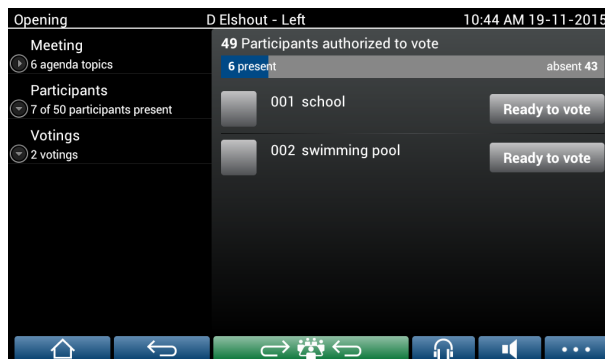 Opening D Elshout - Left 10:44 AM 19-11-2015
Meeting
6 agenda topics
Participants
7 of 50 participants present
Votings
2 votings
49 Participants authorized to vote
6 present absent 43
001 school Ready to vote
002 swimming pool Ready to vote